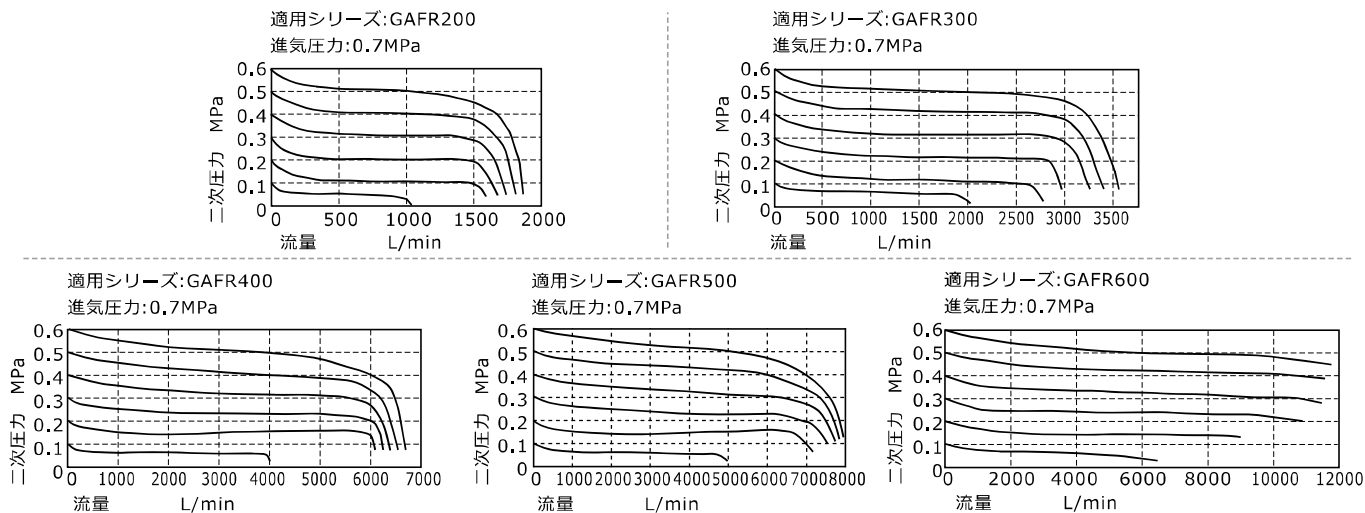 適用シリーズ:GAFR200
進気圧力:0.7MPa
二次圧力 MPa
0.6
0.5
0.4
0.3
0.2
0.1
0
0 500 1000 1500 2000
流量 L/min
適用シリーズ:GAFR300
進気圧力:0.7MPa
二次圧力 MPa
0.6
0.5
0.4
0.3
0.2
0.1
0
0 500 1000 1500 2000 2500 3000 3500
流量 L/min
適用シリーズ:GAFR400
進気圧力:0.7MPa
二次圧力 MPa
0.6
0.5
0.4
0.3
0.2
0.1
0
0 1000 2000 3000 4000 5000 6000 7000
流量 L/min
適用シリーズ:GAFR500
進気圧力:0.7MPa
二次圧力 MPa
0.6
0.5
0.4
0.3
0.2
0.1
0
0 1000 2000 3000 4000 5000 6000 7000 8000
流量 L/min
適用シリーズ:GAFR600
進気圧力:0.7MPa
二次圧力 MPa
0.6
0.5
0.4
0.3
0.2
0.1
0
0 2000 4000 6000 8000 10000 12000
流量 L/min